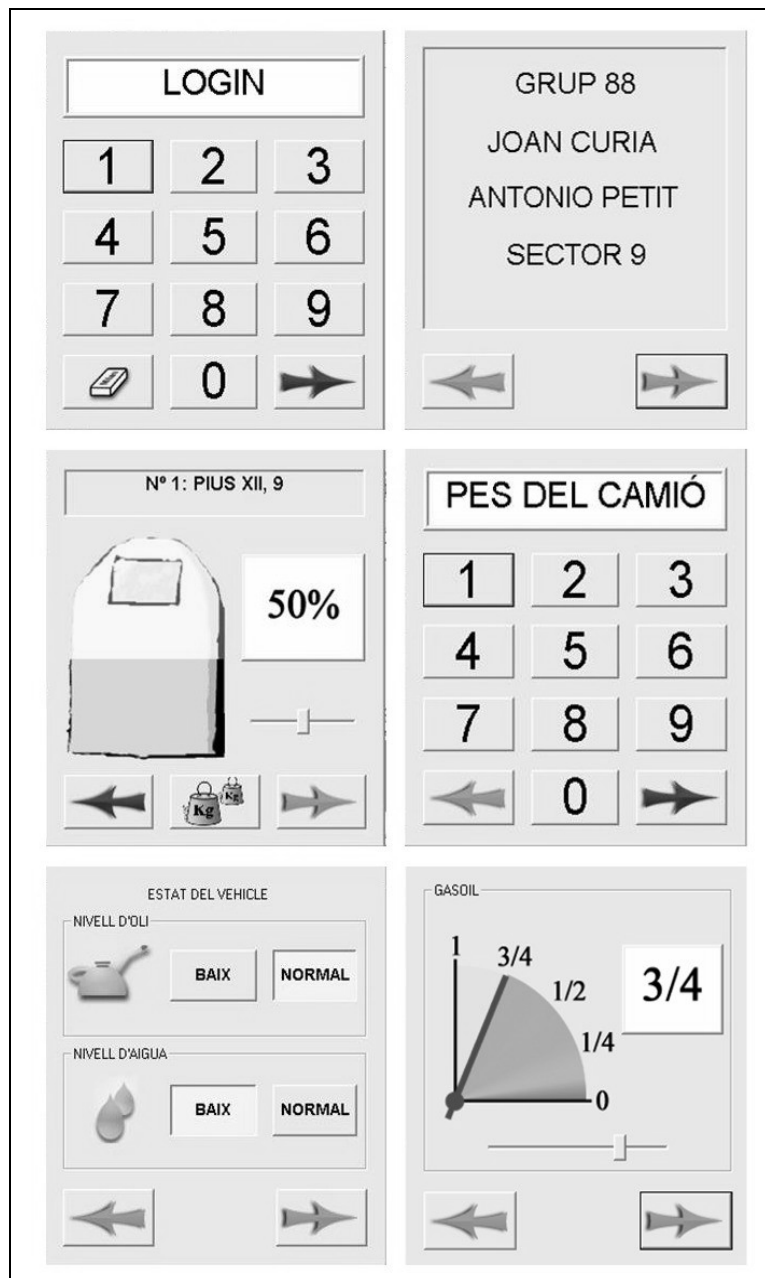 LOGIN
1 2 3
4 5 6
7 8 9
0
GRUP 88
JOAN CURIA
ANTONIO PETIT
SECTOR 9
Nº 1: PIUS XII, 9
50%
Kg Kg
PES DEL CAMIÓ
1 2 3
4 5 6
7 8 9
0
ESTAT DEL VEHICLE
NIVELL D'OLI
BAIX NORMAL
NIVELL D'AIGUA
BAIX NORMAL
GASOIL
1
3/4
1/2
1/4
0
3/4